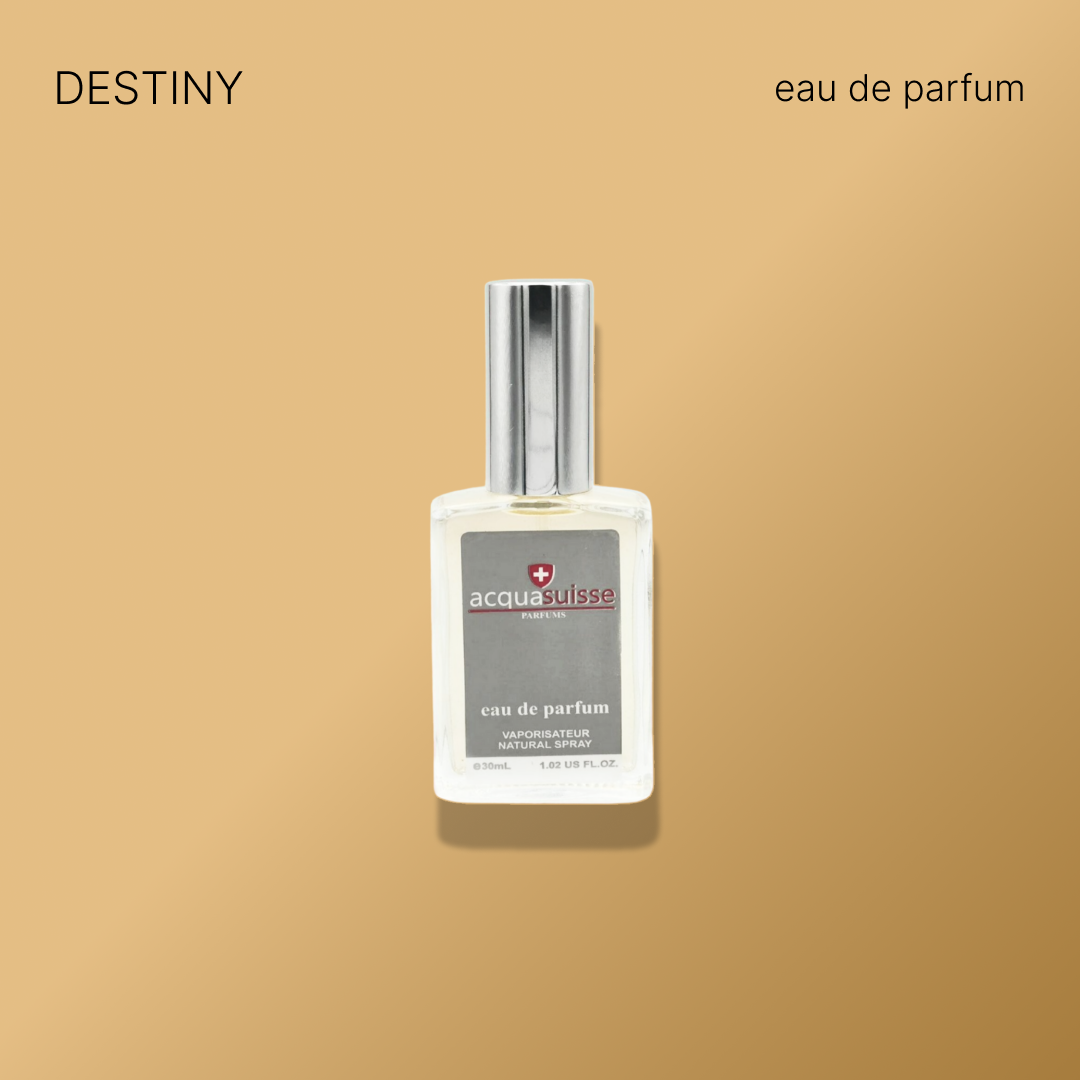 DESTINY
eau de parfum
acquasuisse
PARFUMS
eau de parfum
VAPORISATEUR
NATURAL SPRAY
℮30mL 1.02 US FL.OZ.